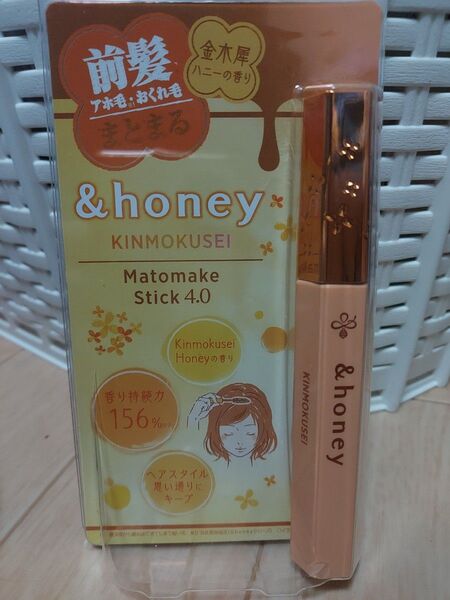 前髪
アホ毛※1おくれ毛
まとまる
金木犀
ハニーの香り
&honey
KINMOKUSEI
Matomake
Stick 4.0
Kinmokusei
Honeyの香り
香り持続力
156%
ヘアスタイル
思い通りに
キープ
&honey
KINMOKUSEI